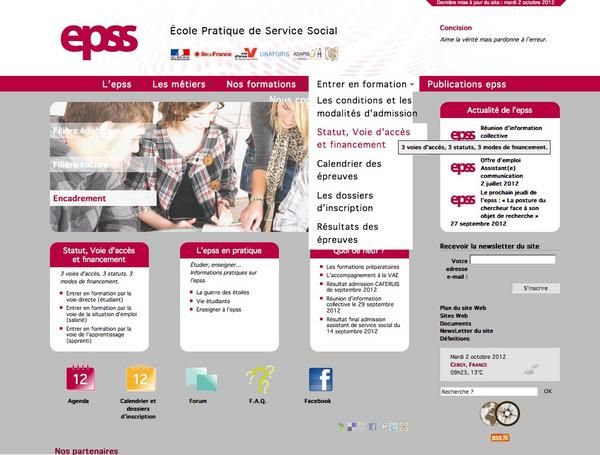 Dernière mise à jour du site : mardi 2 octobre 2012
epss
École Pratique de Service Social
îledeFrance
UNAFORIS
Concision
Aime la vérité mais pardonne à l'erreur.
L'epss
Les métiers
Nos formations
Entrer en formation
Publications epss
Les conditions et les
modalités d'admission
Statut, Voie d'accès
et financement
3 voies d'accès, 3 statuts, 3 modes de financement.
Calendrier des
épreuves
Les dossiers
d'inscription
Résultats des
épreuves
Filière
Filière sociale
Encadrement
Actualité de l'epss
epss
Réunion d'information
collective
epss
Offre d'emploi
Assistant(e)
communication
2 juillet 2012
epss
Le prochain jeudi de
l'epss : « La posture du
chercheur face à son
objet de recherche »
27 septembre 2012
Statut, Voie d'accès
et financement
3 voies d'accès, 3 statuts, 3
modes de financement.
Entrer en formation par la
voie directe (étudiant)
Entrer en formation par la
voie de la situation d'emploi
(salarié)
Entrer en formation par la
voie de l'apprentissage
(apprenti)
L'epss en pratique
Étudier, enseigner...
Informations pratiques sur
l'epss.
La guerre des étoiles
Vie étudiante
Enseigner à l'epss
Quoi de neuf ?
Les formations préparatoires
L'accompagnement à la VAE
Résultat admission CAFERUIS
de septembre 2012
Réunion d'information
collective le 29 septembre
2012
Résultat final admission
assistant de service social du
14 septembre 2012
Recevoir la newsletter du site
Votre
adresse
e-mail :
S'inscrire
Plan du site Web
Sites Web
Documents
NewsLetter du site
Définitions
Mardi 2 octobre 2012
Cergy, France
09h25, 13°C
Recherche ?
OK
RSS
12
Agenda
12
Calendrier et
dossiers
d'inscription
Forum
F.A.Q.
Facebook
Nos partenaires